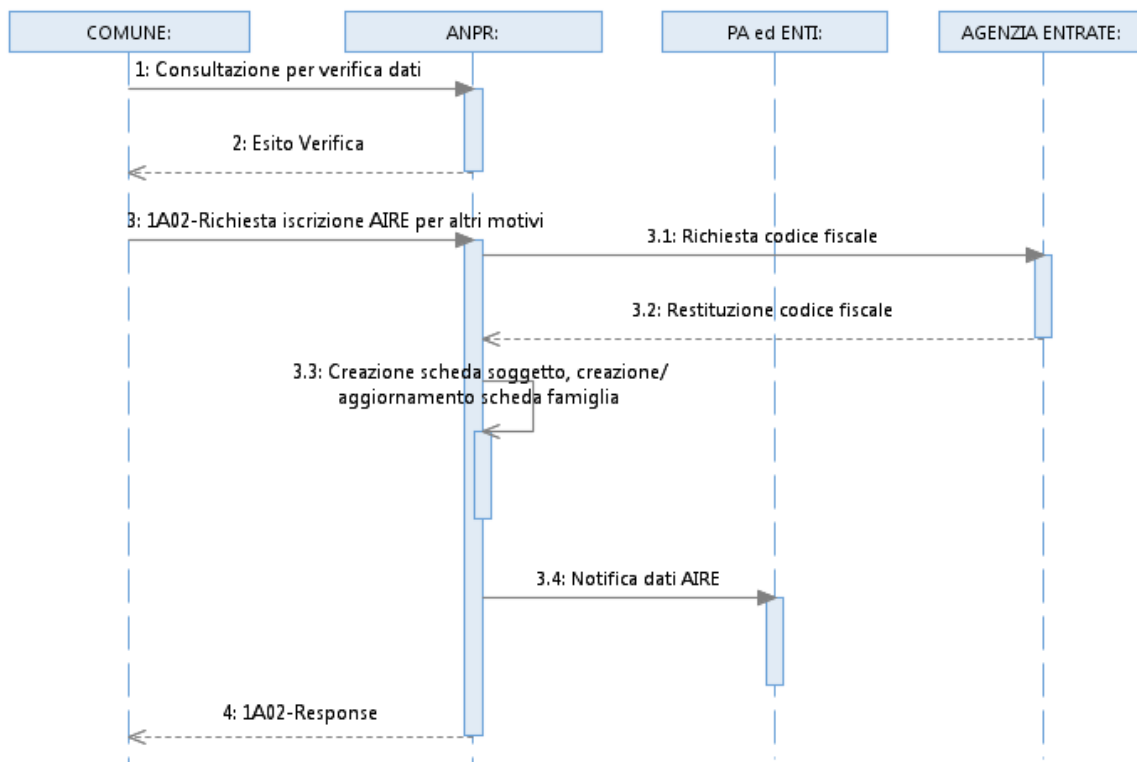 COMUNE:
ANPR:
PA ed ENTI:
AGENZIA ENTRATE:
1: Consultazione per verifica dati
2: Esito Verifica
3: 1A02-Richiesta iscrizione AIRE per altri motivi
3.1: Richiesta codice fiscale
3.2: Restituzione codice fiscale
3.3: Creazione scheda soggetto, creazione/
aggiornamento scheda famiglia
3.4: Notifica dati AIRE
4: 1A02-Response